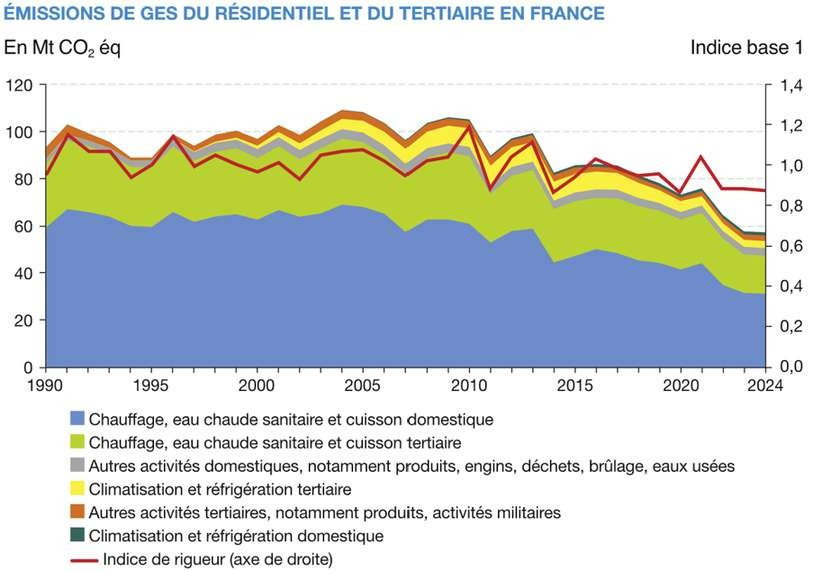 ÉMISSIONS DE GES DU RÉSIDENTIEL ET DU TERTIAIRE EN FRANCE
En Mt CO₂ éq Indice base 1
120 1,4
100 1,2
1,0
80
0,8
60
0,6
40
0,4
20
0,2
0 0,0
1990 1995 2000 2005 2010 2015 2020 2024
Chauffage, eau chaude sanitaire et cuisson domestique
Chauffage, eau chaude sanitaire et cuisson tertiaire
Autres activités domestiques, notamment produits, engins, déchets, brûlage, eaux usées
Climatisation et réfrigération tertiaire
Autres activités tertiaires, notamment produits, activités militaires
Climatisation et réfrigération domestique
Indice de rigueur (axe de droite)